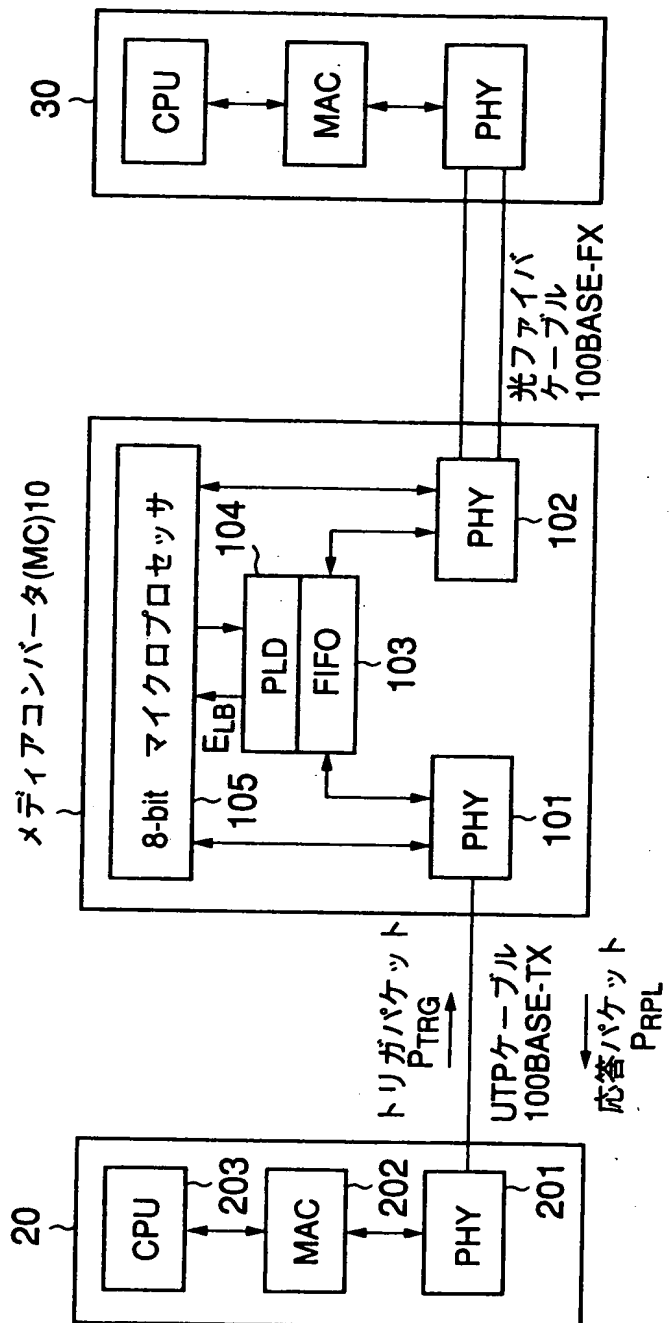 20
CPU
203
MAC
202
PHY
201
トリガパケット
PTRG
UTPケーブル
100BASE-TX
応答パケット
PRPL
メディアコンバータ(MC)10
8-bit マイクロプロセッサ
105
ELB
PLD
104
FIFO
103
PHY
101
PHY
102
光ファイバ
ケーブル
100BASE-FX
30
CPU
MAC
PHY